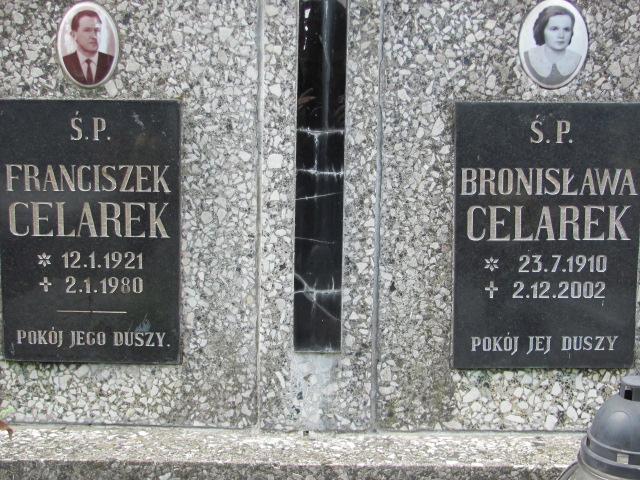 Ś.P.
FRANCISZEK
CELAREK
* 12.1.1921
✝ 2.1.1980
POKÓJ JEGO DUSZY.
Ś.P.
BRONISŁAWA
CELAREK
* 23.7.1910
✝ 2.12.2002
POKÓJ JEJ DUSZY